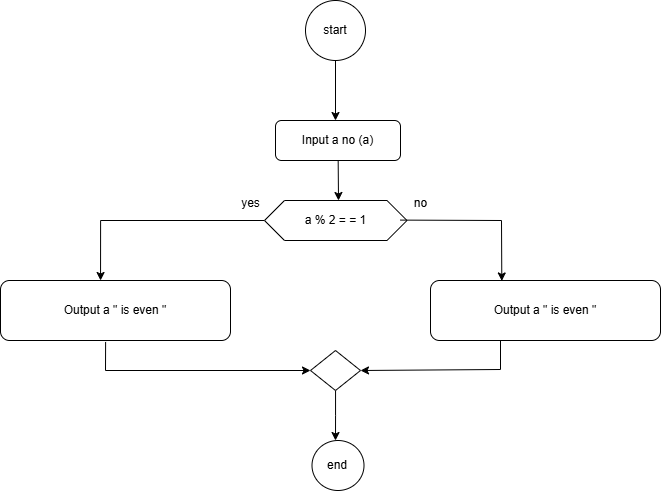 start
Input a no (a)
yes
no
a % 2 = = 1
Output a " is even "
Output a " is even "
end